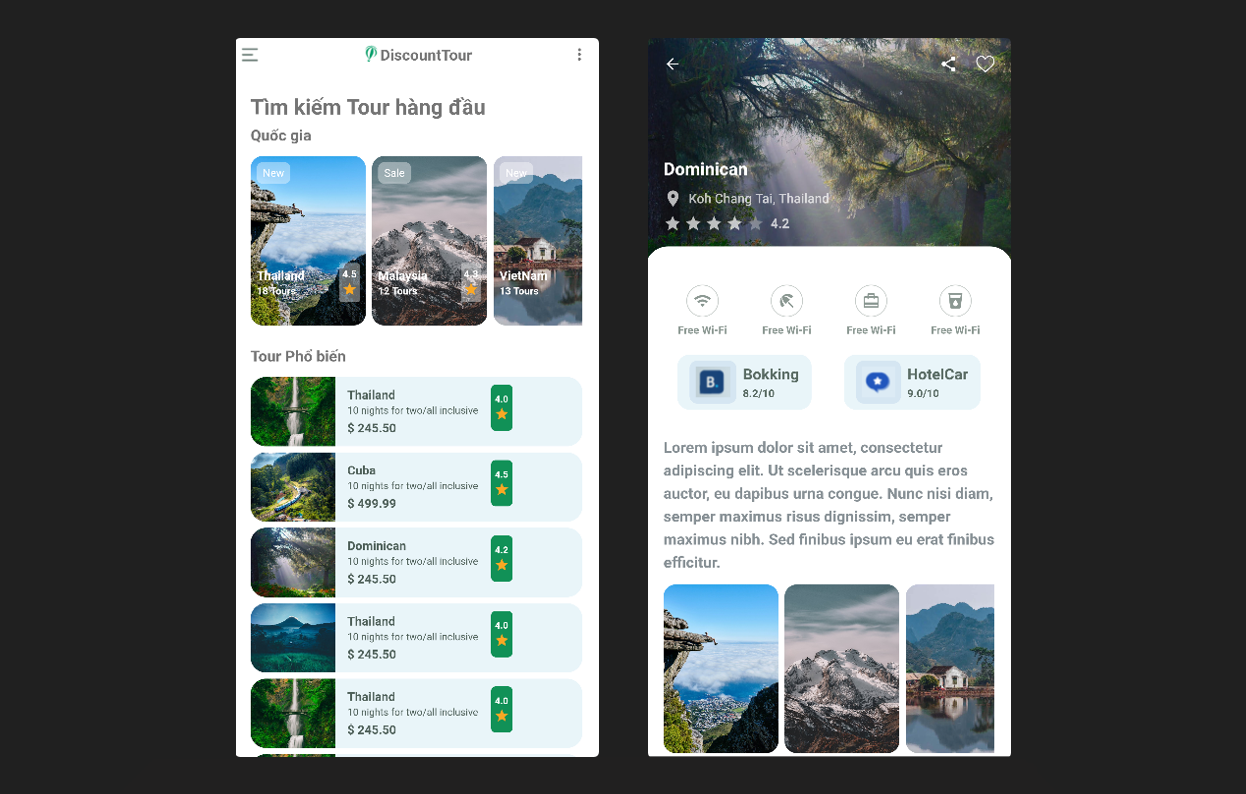 DiscountTour
Tìm kiếm Tour hàng đầu
Quốc gia
New
Thailand
18 Tours
4.5
Sale
Malaysia
12 Tours
4.3
New
VietNam
13 Tours
Tour Phổ biến
Thailand
10 nights for two/all inclusive
$ 245.50
4.0
Cuba
10 nights for two/all inclusive
$ 499.99
4.5
Dominican
10 nights for two/all inclusive
$ 245.50
4.2
Thailand
10 nights for two/all inclusive
$ 245.50
4.0
Thailand
10 nights for two/all inclusive
$ 245.50
4.0
Dominican
Koh Chang Tai, Thailand
4.2
Free Wi-Fi
Free Wi-Fi
Free Wi-Fi
Free Wi-Fi
B.
Bokking
8.2/10
HotelCar
9.0/10
Lorem ipsum dolor sit amet, consectetur
adipiscing elit. Ut scelerisque arcu quis eros
auctor, eu dapibus urna congue. Nunc nisi diam,
semper maximus risus dignissim, semper
maximus nibh. Sed finibus ipsum eu erat finibus
efficitur.